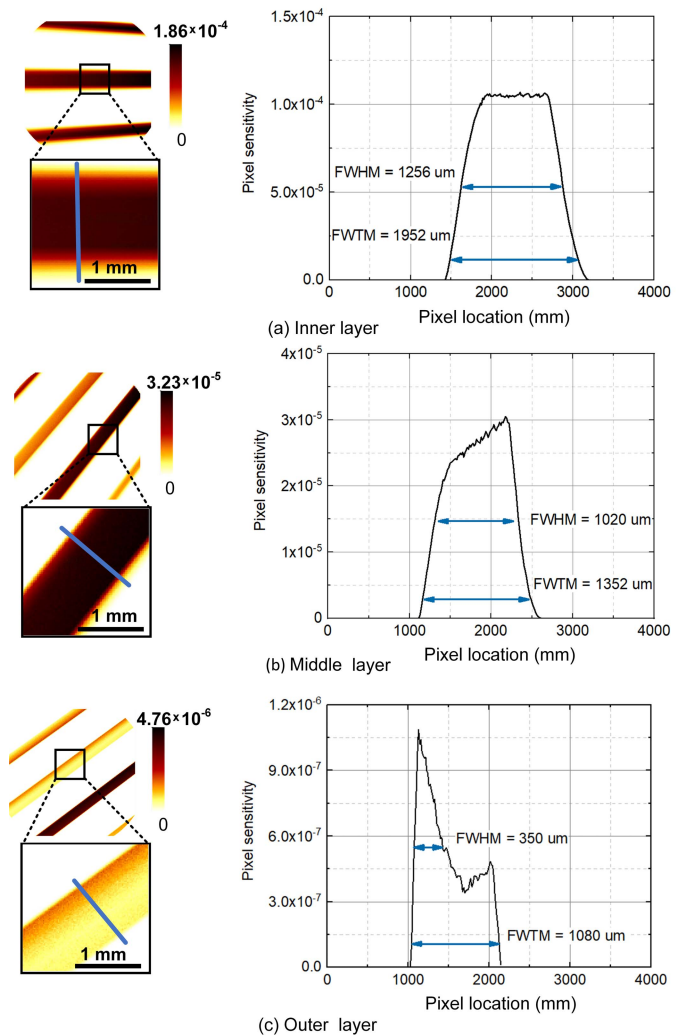 1.86×10⁻⁴
0
1 mm
1.5x10⁻⁴
1.0x10⁻⁴
5.0x10⁻⁵
0.0
Pixel sensitivity
FWHM = 1256 um
FWTM = 1952 um
0 1000 2000 3000 4000
Pixel location (mm)
(a) Inner layer
3.23×10⁻⁵
0
1 mm
4x10⁻⁵
3x10⁻⁵
2x10⁻⁵
1x10⁻⁵
0
Pixel sensitivity
FWHM = 1020 um
FWTM = 1352 um
0 1000 2000 3000 4000
Pixel location (mm)
(b) Middle layer
4.76×10⁻⁶
0
1 mm
1.2x10⁻⁶
9.0x10⁻⁷
6.0x10⁻⁷
3.0x10⁻⁷
0.0
Pixel sensitivity
FWHM = 350 um
FWTM = 1080 um
0 1000 2000 3000 4000
Pixel location (mm)
(c) Outer layer